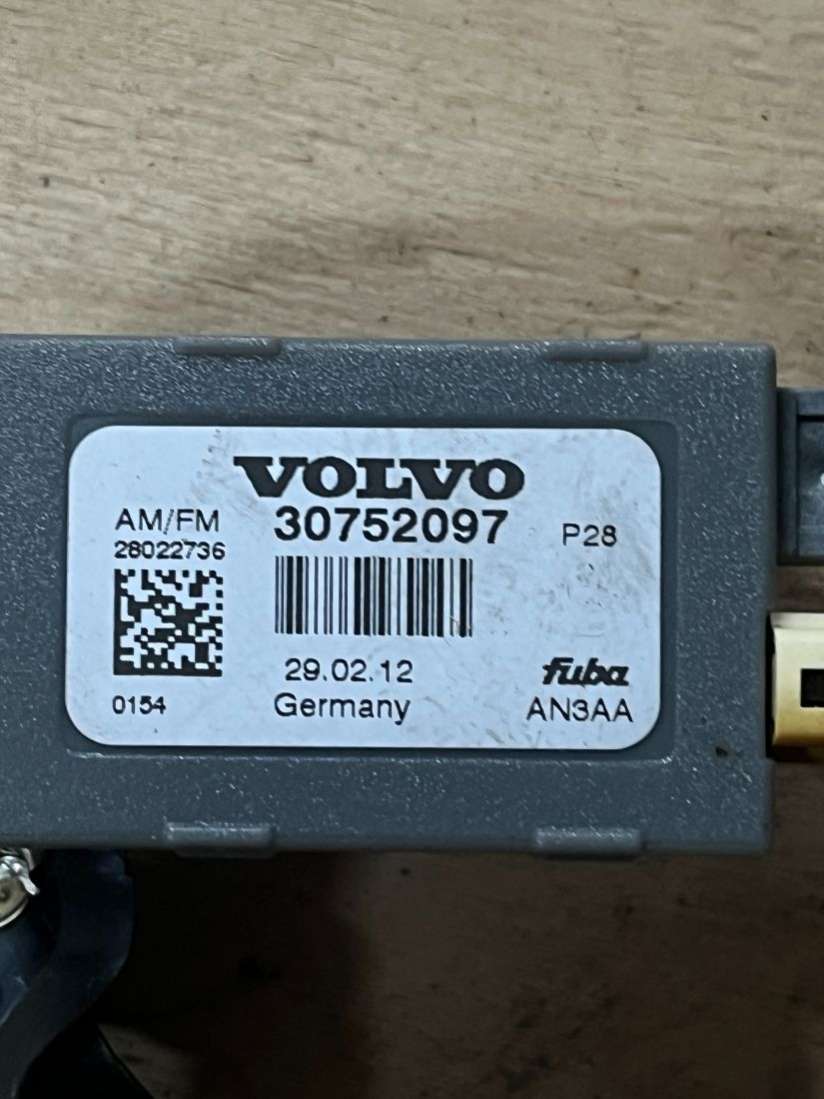 VOLVO
AM/FM 30752097 P28
28022736
29.02.12 fuba
0154 Germany AN3AA